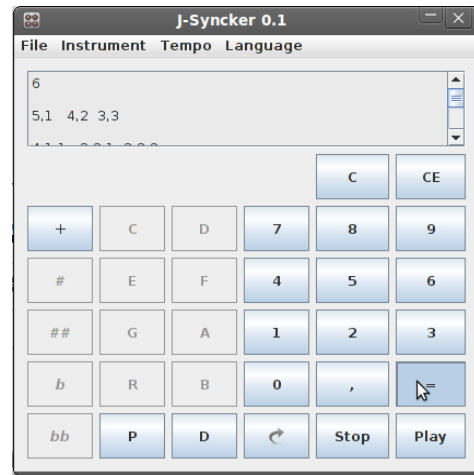 J-Syncker 0.1
File Instrument Tempo Language
6
5,1 4,2 3,3
C CE
+ C D 7 8 9
# E F 4 5 6
## G A 1 2 3
b R B 0 , =
bb P D Stop Play